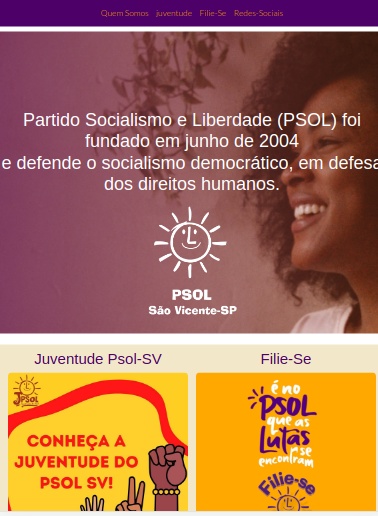 Quem Somos juventude Filie-Se Redes-Sociais
Partido Socialismo e Liberdade (PSOL) foi
fundado em junho de 2004
e defende o socialismo democrático, em defesa
dos direitos humanos.
PSOL
São Vicente-SP
Juventude Psol-SV
Filie-Se
JPSOL
CONHEÇA A
JUVENTUDE DO
PSOL SV!
é no
PSOL
que as
Lutas
se
encontram
Filie-se